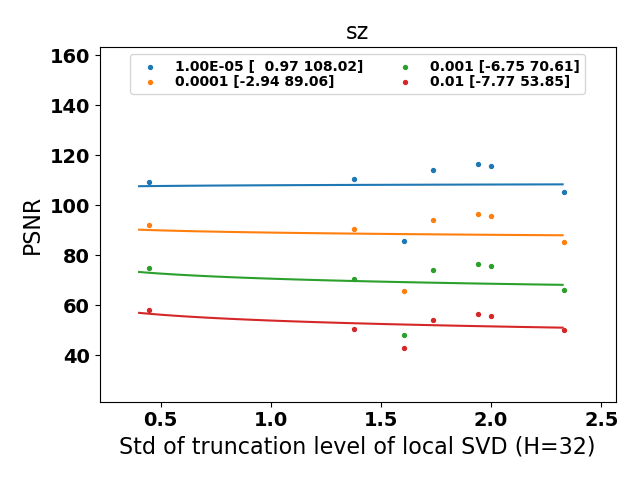 sz
1.00E-05 [  0.97 108.02]
0.0001 [-2.94 89.06]
0.001 [-6.75 70.61]
0.01 [-7.77 53.85]
PSNR
160
140
120
100
80
60
40
0.5 1.0 1.5 2.0 2.5
Std of truncation level of local SVD (H=32)